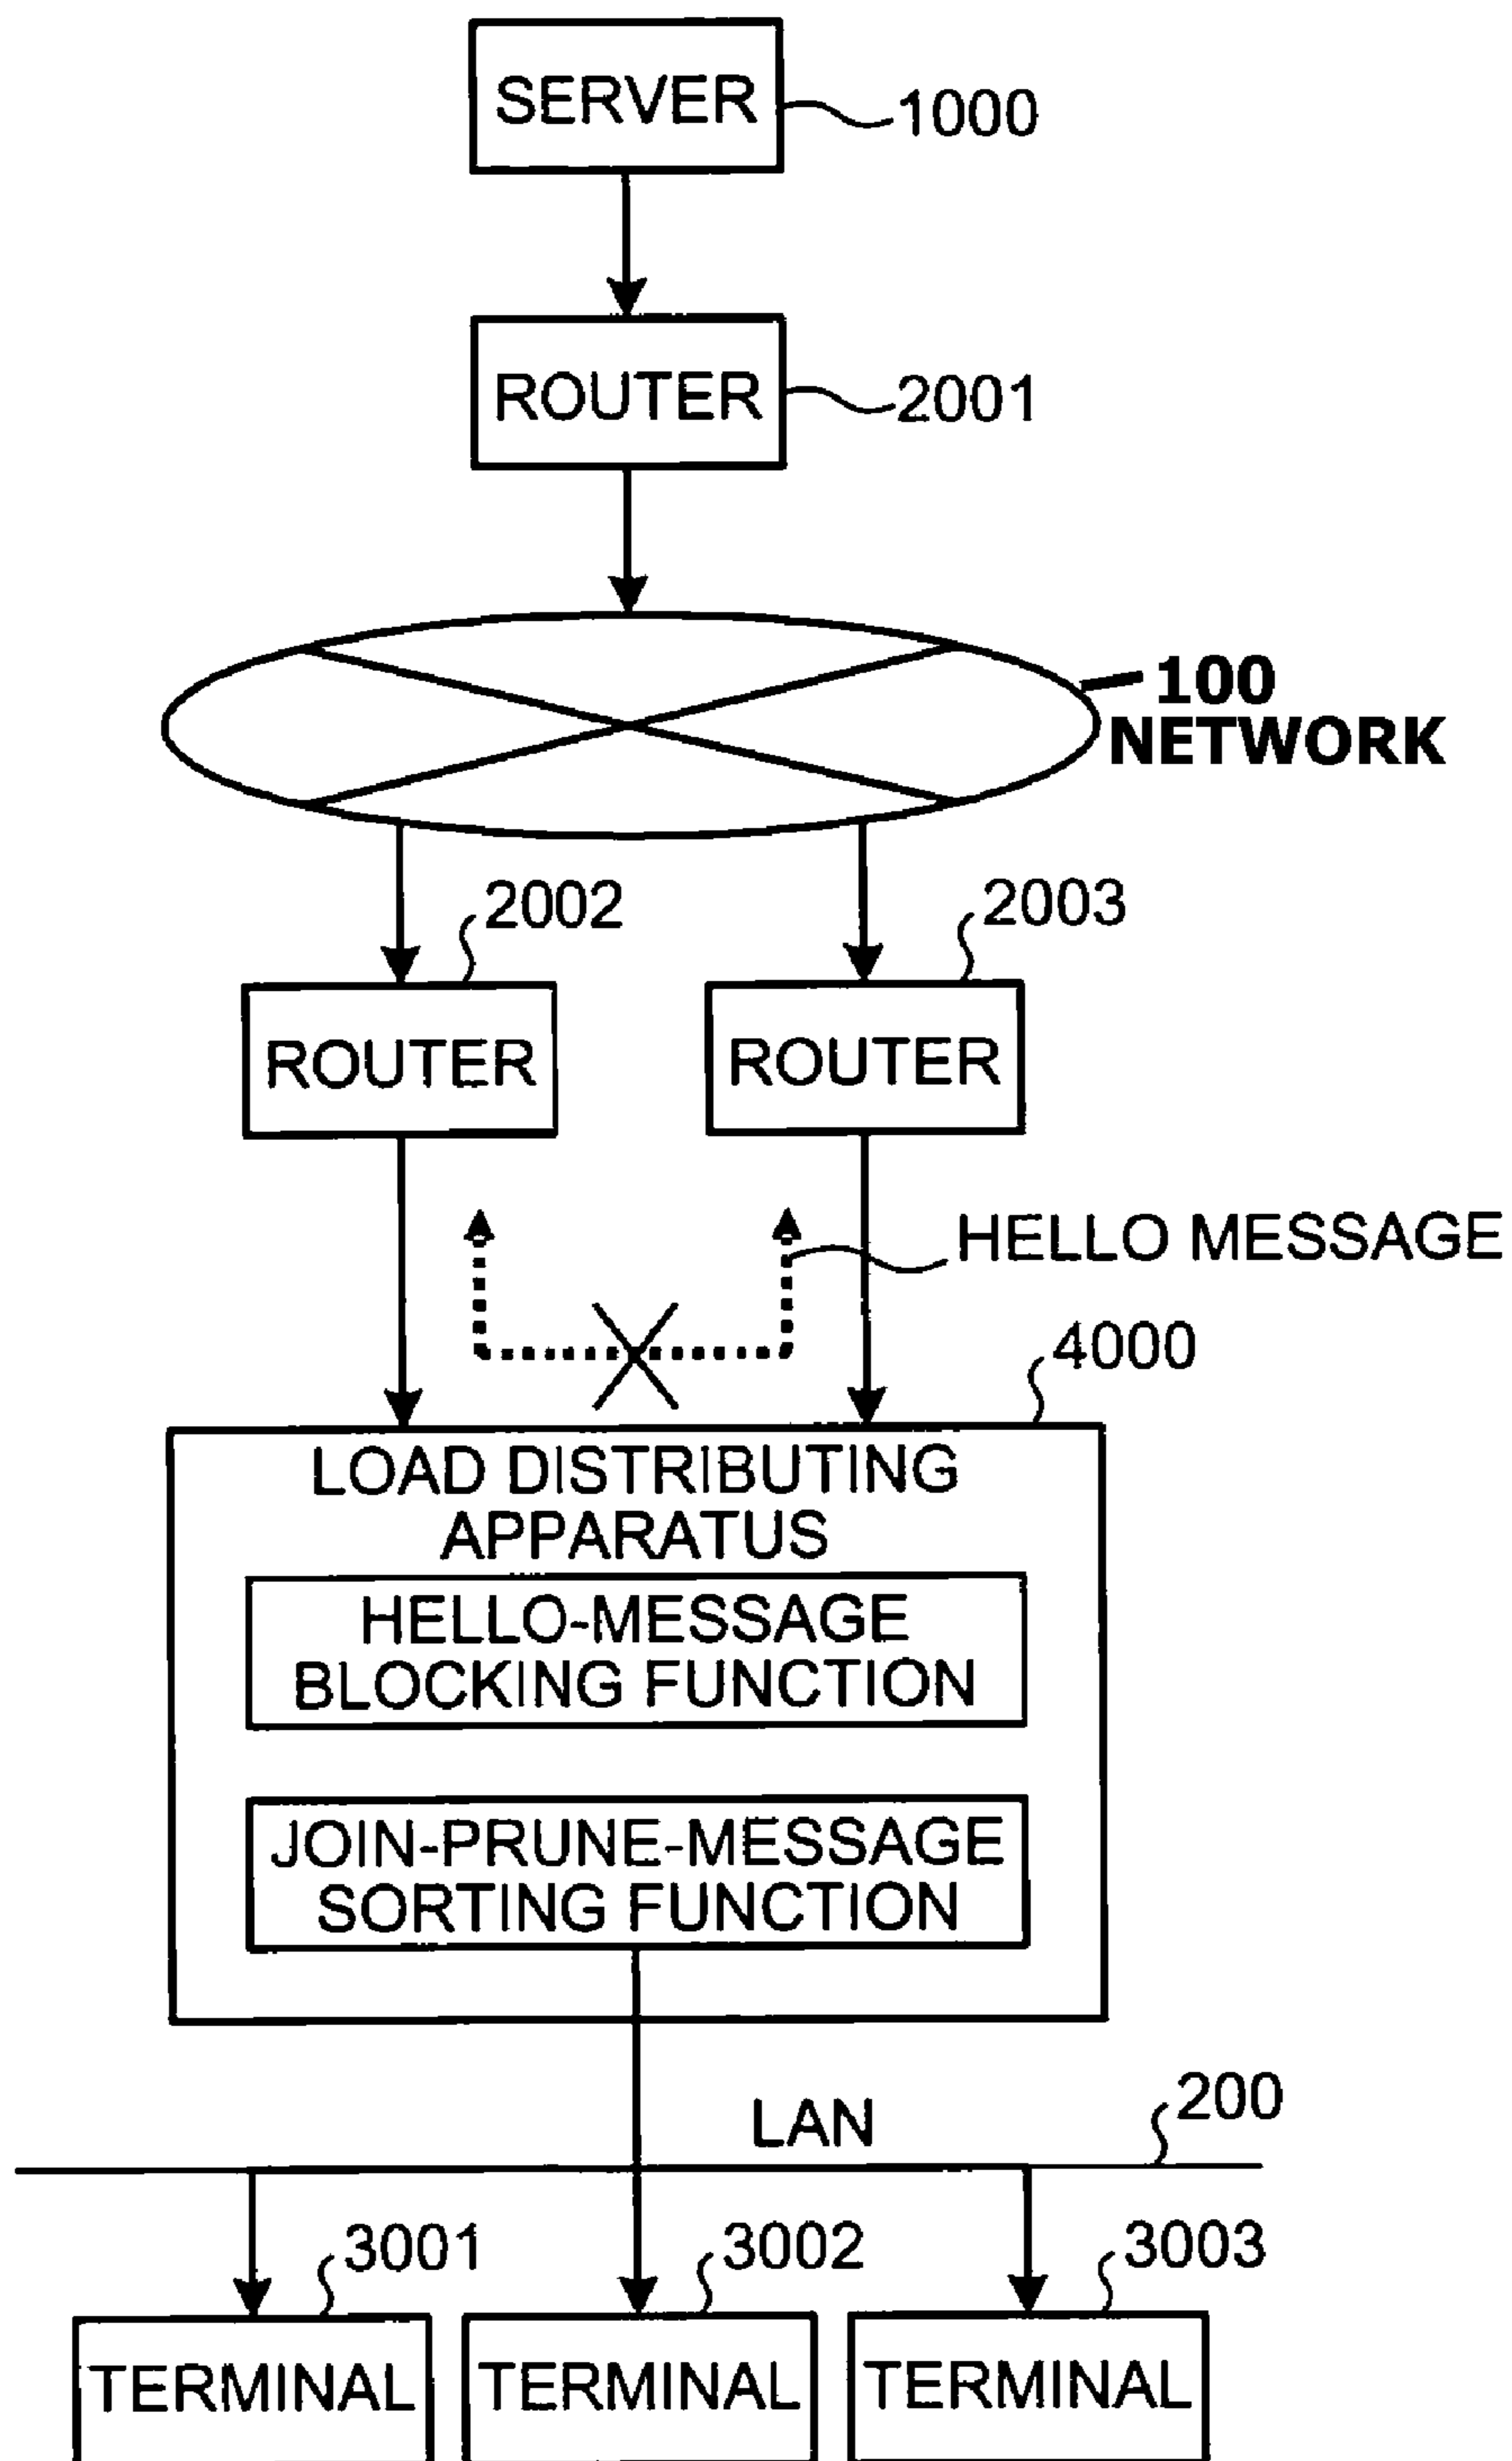 SERVER
1000
ROUTER
2001
100
NETWORK
2002
2003
ROUTER
ROUTER
HELLO MESSAGE
4000
LOAD DISTRIBUTING
APPARATUS
HELLO-MESSAGE
BLOCKING FUNCTION
JOIN-PRUNE-MESSAGE
SORTING FUNCTION
LAN
200
3001
3002
3003
TERMINAL
TERMINAL
TERMINAL